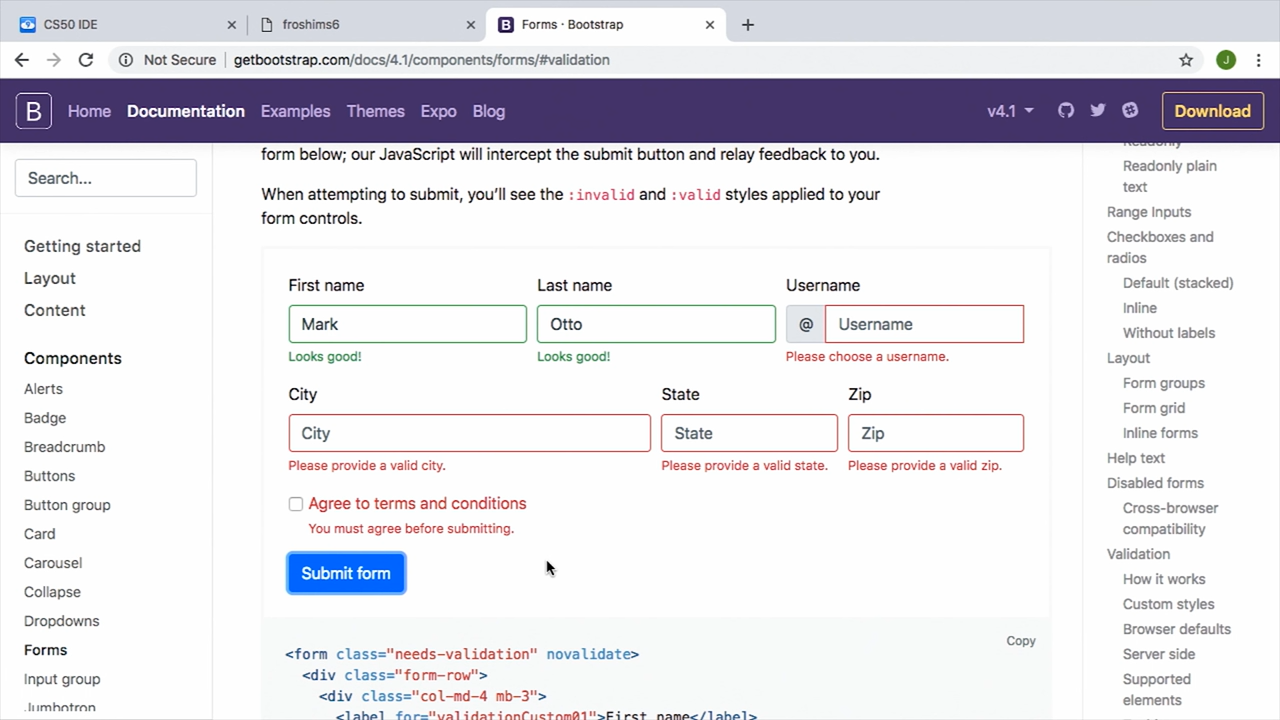 CS50 IDE
froshims6
Forms · Bootstrap
Not Secure getbootstrap.com/docs/4.1/components/forms/#validation
J
B Home Documentation Examples Themes Expo Blog v4.1 Download
Search...
Getting started
Layout
Content
Components
Alerts
Badge
Breadcrumb
Buttons
Button group
Card
Carousel
Collapse
Dropdowns
Forms
Input group
Jumbotron
form below; our JavaScript will intercept the submit button and relay feedback to you.
When attempting to submit, you’ll see the :invalid and :valid styles applied to your
form controls.
First name Last name Username
Mark Otto @ Username
Looks good! Looks good! Please choose a username.
City State Zip
City State Zip
Please provide a valid city. Please provide a valid state. Please provide a valid zip.
Agree to terms and conditions
You must agree before submitting.
Submit form
Copy
<form class="needs-validation" novalidate>
<div class="form-row">
<div class="col-md-4 mb-3">
<label for="validationCustom01">First name</label>
Readonly
Readonly plain
text
Range Inputs
Checkboxes and
radios
Default (stacked)
Inline
Without labels
Layout
Form groups
Form grid
Inline forms
Help text
Disabled forms
Cross-browser
compatibility
Validation
How it works
Custom styles
Browser defaults
Server side
Supported
elements